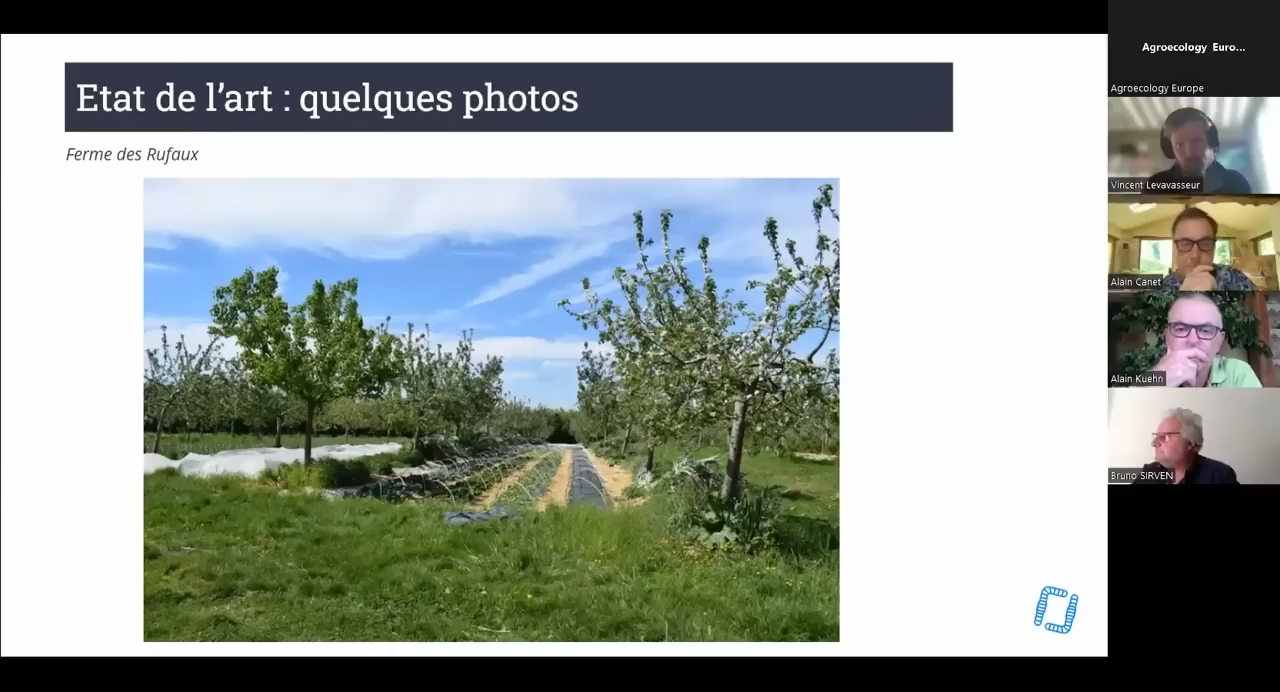 Etat de l'art : quelques photos
Ferme des Rufaux
Agroecology Euro...
Agroecology Europe
Vincent Levavasseur
Alain Canet
Alain Kuehn
Bruno SIRVEN